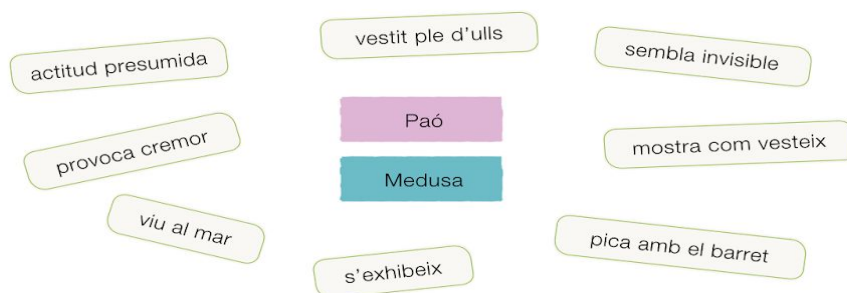 vestit ple d'ulls
actitud presumida
sembla invisible
Paó
provoca cremor
mostra com vesteix
Medusa
viu al mar
pica amb el barret
s'exhibeix